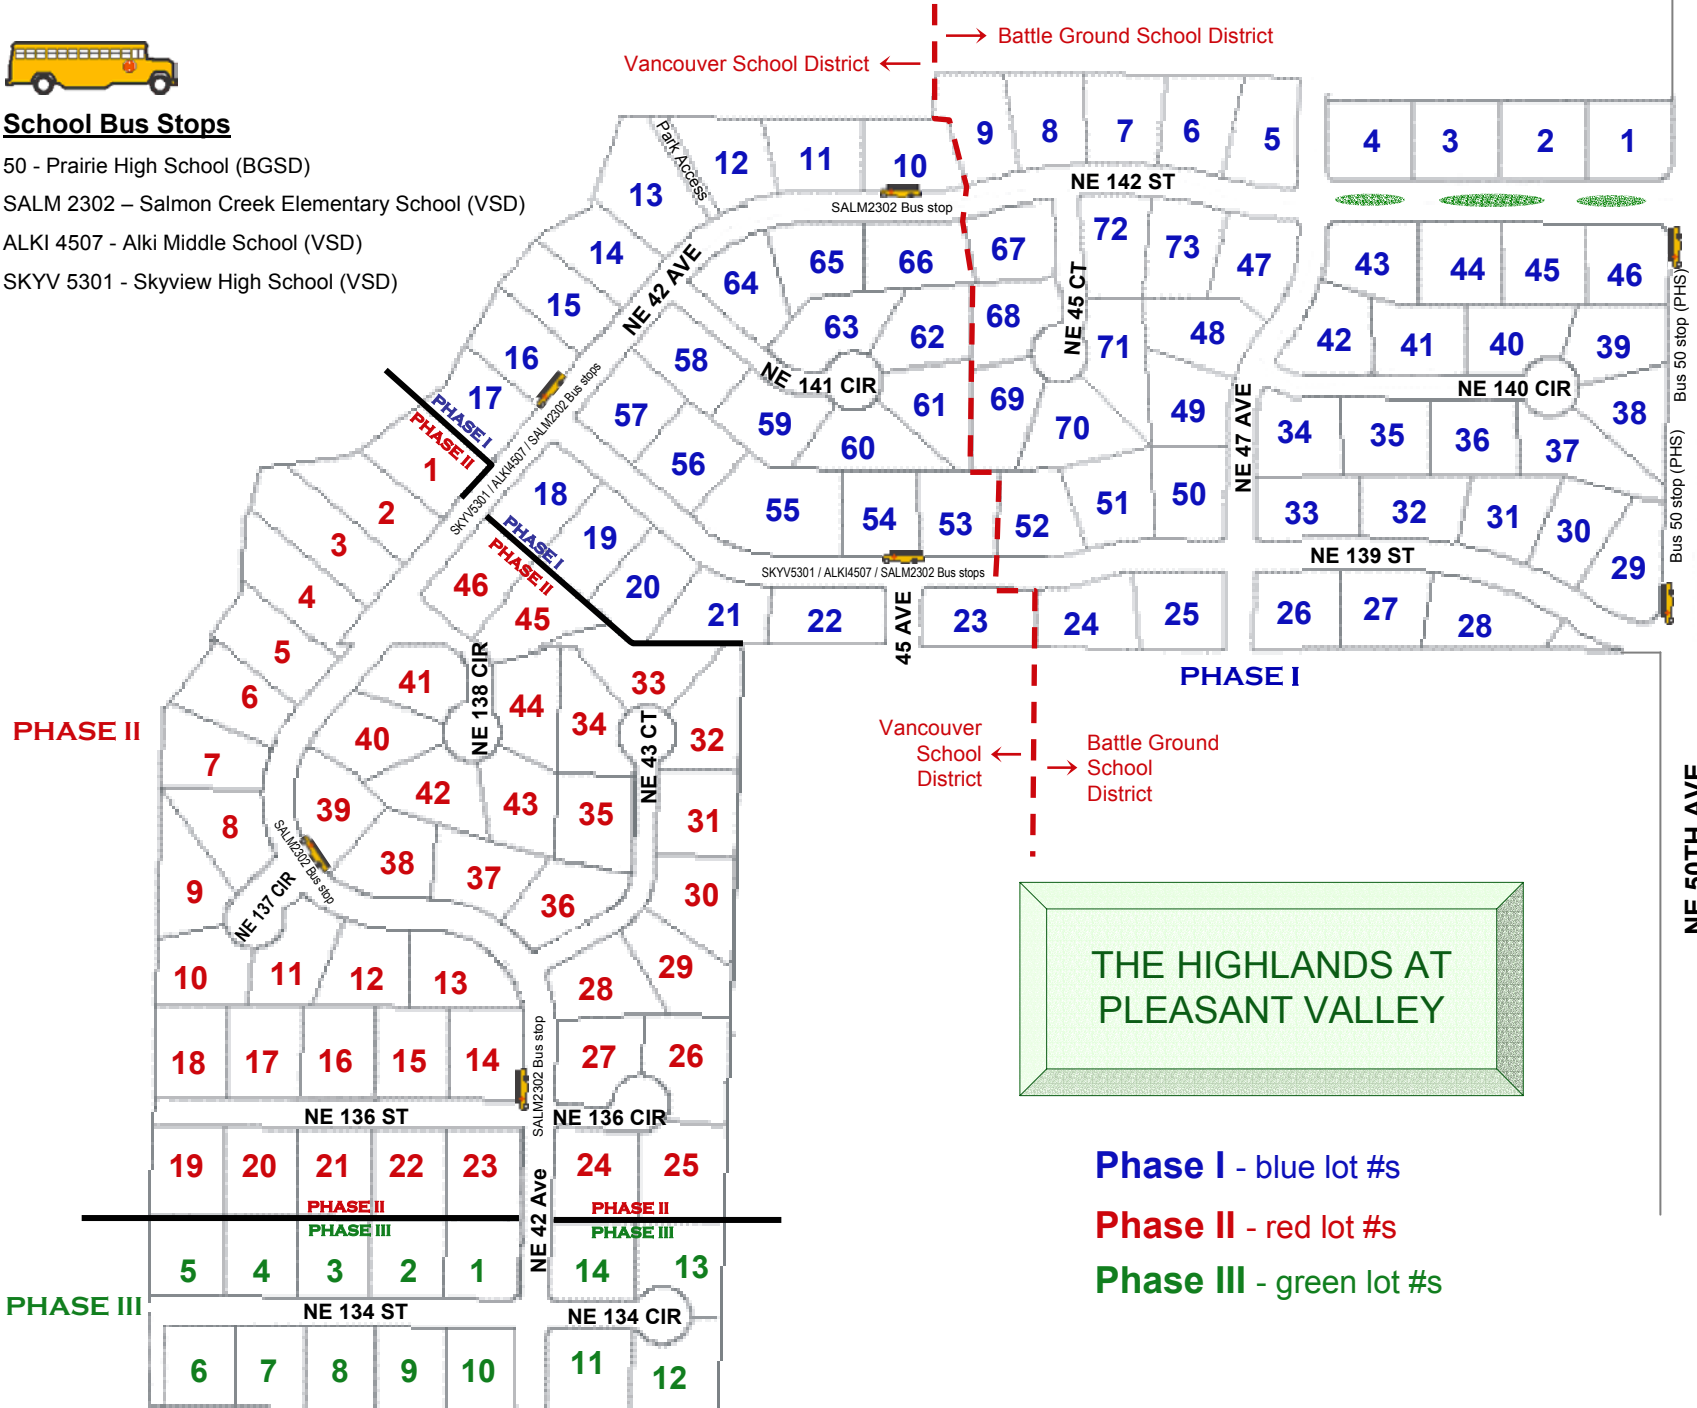 Battle Ground School District
Vancouver School District
School Bus Stops
50 - Prairie High School (BGSD)
SALM 2302 – Salmon Creek Elementary School (VSD)
ALKI 4507 - Alki Middle School (VSD)
SKYV 5301 - Skyview High School (VSD)
Park Access
9 8 7 6 5 4 3 2 1
13 12 11 10
NE 142 ST
SALM2302 Bus stop
14 64 65 66 67 72 73 47 43 44 45 46
NE 42 AVE
NE 45 CT
Bus 50 stop (PHS)
15 63 62 68 71 48 42 41 40 39
16 58
NE 141 CIR
NE 140 CIR
17 57 59 60 61 69 70 49 34 35 36 37 38
NE 47 AVE
PHASE I
PHASE II
SKYV5301 / ALKI4507 / SALM2302 Bus stops
Bus 50 stop (PHS)
1 18 56
2 19 55 54 53 52 51 50 33 32 31 30
3
PHASE I
PHASE II
NE 139 ST
SKYV5301 / ALKI4507 / SALM2302 Bus stops
4 46 45 20 21 22 23 24 25 26 27 28 29
45 AVE
PHASE I
5 41 44 33
NE 138 CIR
6 40 34 32
NE 43 CT
PHASE II
Vancouver
School
District
Battle Ground
School
District
NE 50TH AVE
7 39 42 43 35 31
8
SALM2302 Bus stop
38 37 36 30
9
NE 137 CIR
10 11 12 13 28 29
THE HIGHLANDS AT
PLEASANT VALLEY
18 17 16 15 14 27 26
SALM2302 Bus stop
NE 136 ST
NE 136 CIR
19 20 21 22 23 24 25
NE 42 Ave
PHASE II
PHASE II
PHASE III
PHASE III
5 4 3 2 1 14 13
PHASE III
NE 134 ST
NE 134 CIR
6 7 8 9 10 11 12
Phase I - blue lot #s
Phase II - red lot #s
Phase III - green lot #s